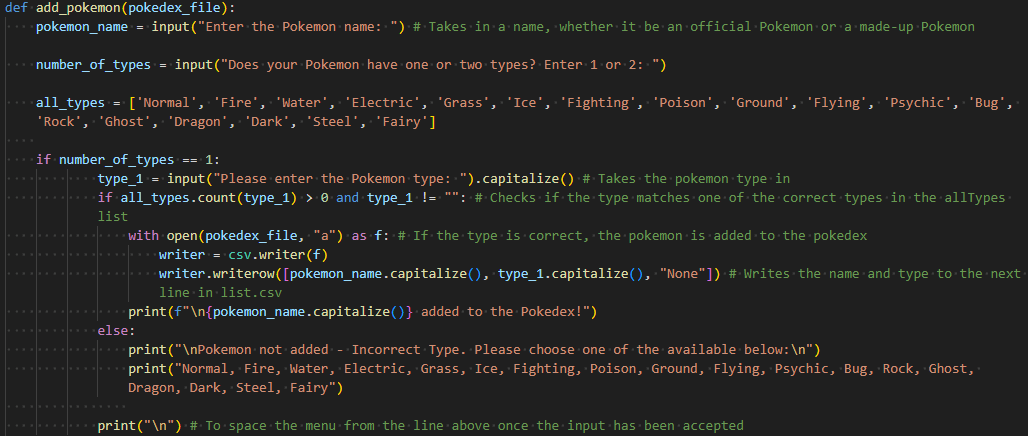 def add_pokemon(pokedex_file):
    pokemon_name = input("Enter the Pokemon name: ") # Takes in a name, whether it be an official Pokemon or a made-up Pokemon

    number_of_types = input("Does your Pokemon have one or two types? Enter 1 or 2: ")

    all_types = ['Normal', 'Fire', 'Water', 'Electric', 'Grass', 'Ice', 'Fighting', 'Poison', 'Ground', 'Flying', 'Psychic', 'Bug',
    'Rock', 'Ghost', 'Dragon', 'Dark', 'Steel', 'Fairy']

    if number_of_types == 1:
            type_1 = input("Please enter the Pokemon type: ").capitalize() # Takes the pokemon type in
            if all_types.count(type_1) > 0 and type_1 != "": # Checks if the type matches one of the correct types in the allTypes
            list
                with open(pokedex_file, "a") as f: # If the type is correct, the pokemon is added to the pokedex
                    writer = csv.writer(f)
                    writer.writerow([pokemon_name.capitalize(), type_1.capitalize(), "None"]) # Writes the name and type to the next
                    line in list.csv
                print(f"\n{pokemon_name.capitalize()} added to the Pokedex!")
            else:
                print("\nPokemon not added - Incorrect Type. Please choose one of the available below:\n")
                print("Normal, Fire, Water, Electric, Grass, Ice, Fighting, Poison, Ground, Flying, Psychic, Bug, Rock, Ghost,
                Dragon, Dark, Steel, Fairy")

            print("\n") # To space the menu from the line above once the input has been accepted